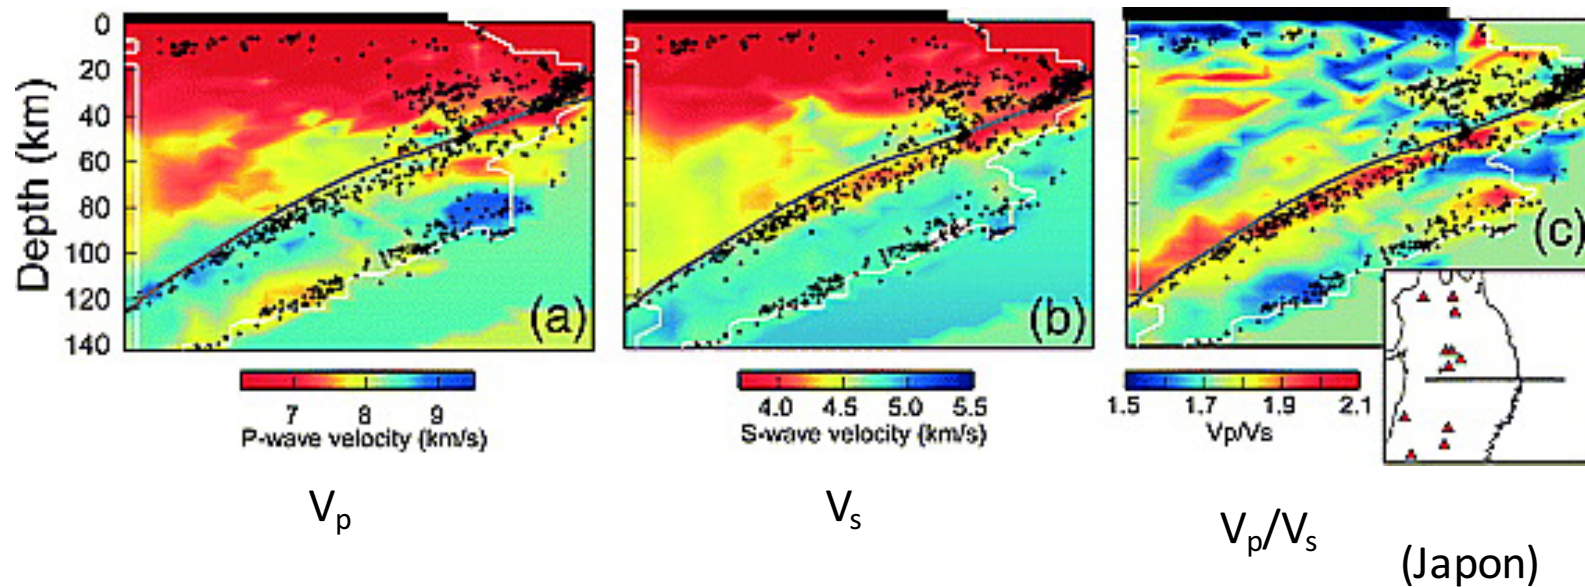 0
20
40
60
80
100
120
140
Depth (km)
(a)
(b)
(c)
7 8 9
P-wave velocity (km/s)
4.0 4.5 5.0 5.5
S-wave velocity (km/s)
1.5 1.7 1.9 2.1
Vp/Vs
Vp
Vs
Vp/Vs
(Japon)